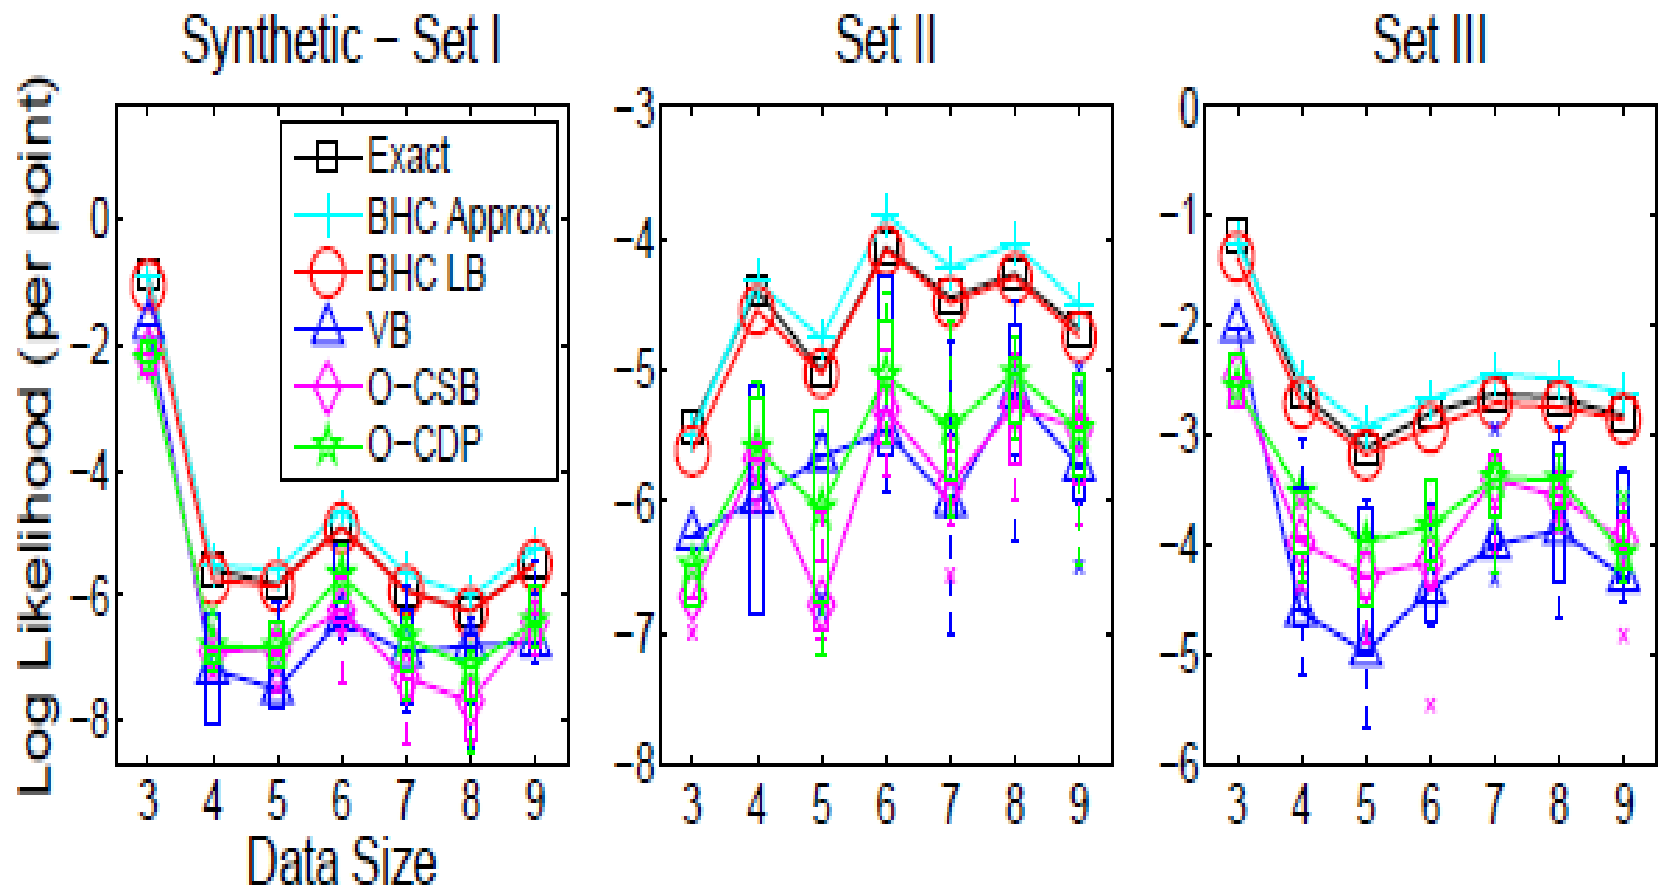 Synthetic – Set I
Set II
Set III
Log Likelihood (per point)
0
−2
−4
−6
−8
Exact
BHC Approx
BHC LB
VB
O−CSB
O−CDP
3 4 5 6 7 8 9
Data Size
−3
−4
−5
−6
−7
−8
3 4 5 6 7 8 9
0
−1
−2
−3
−4
−5
−6
3 4 5 6 7 8 9